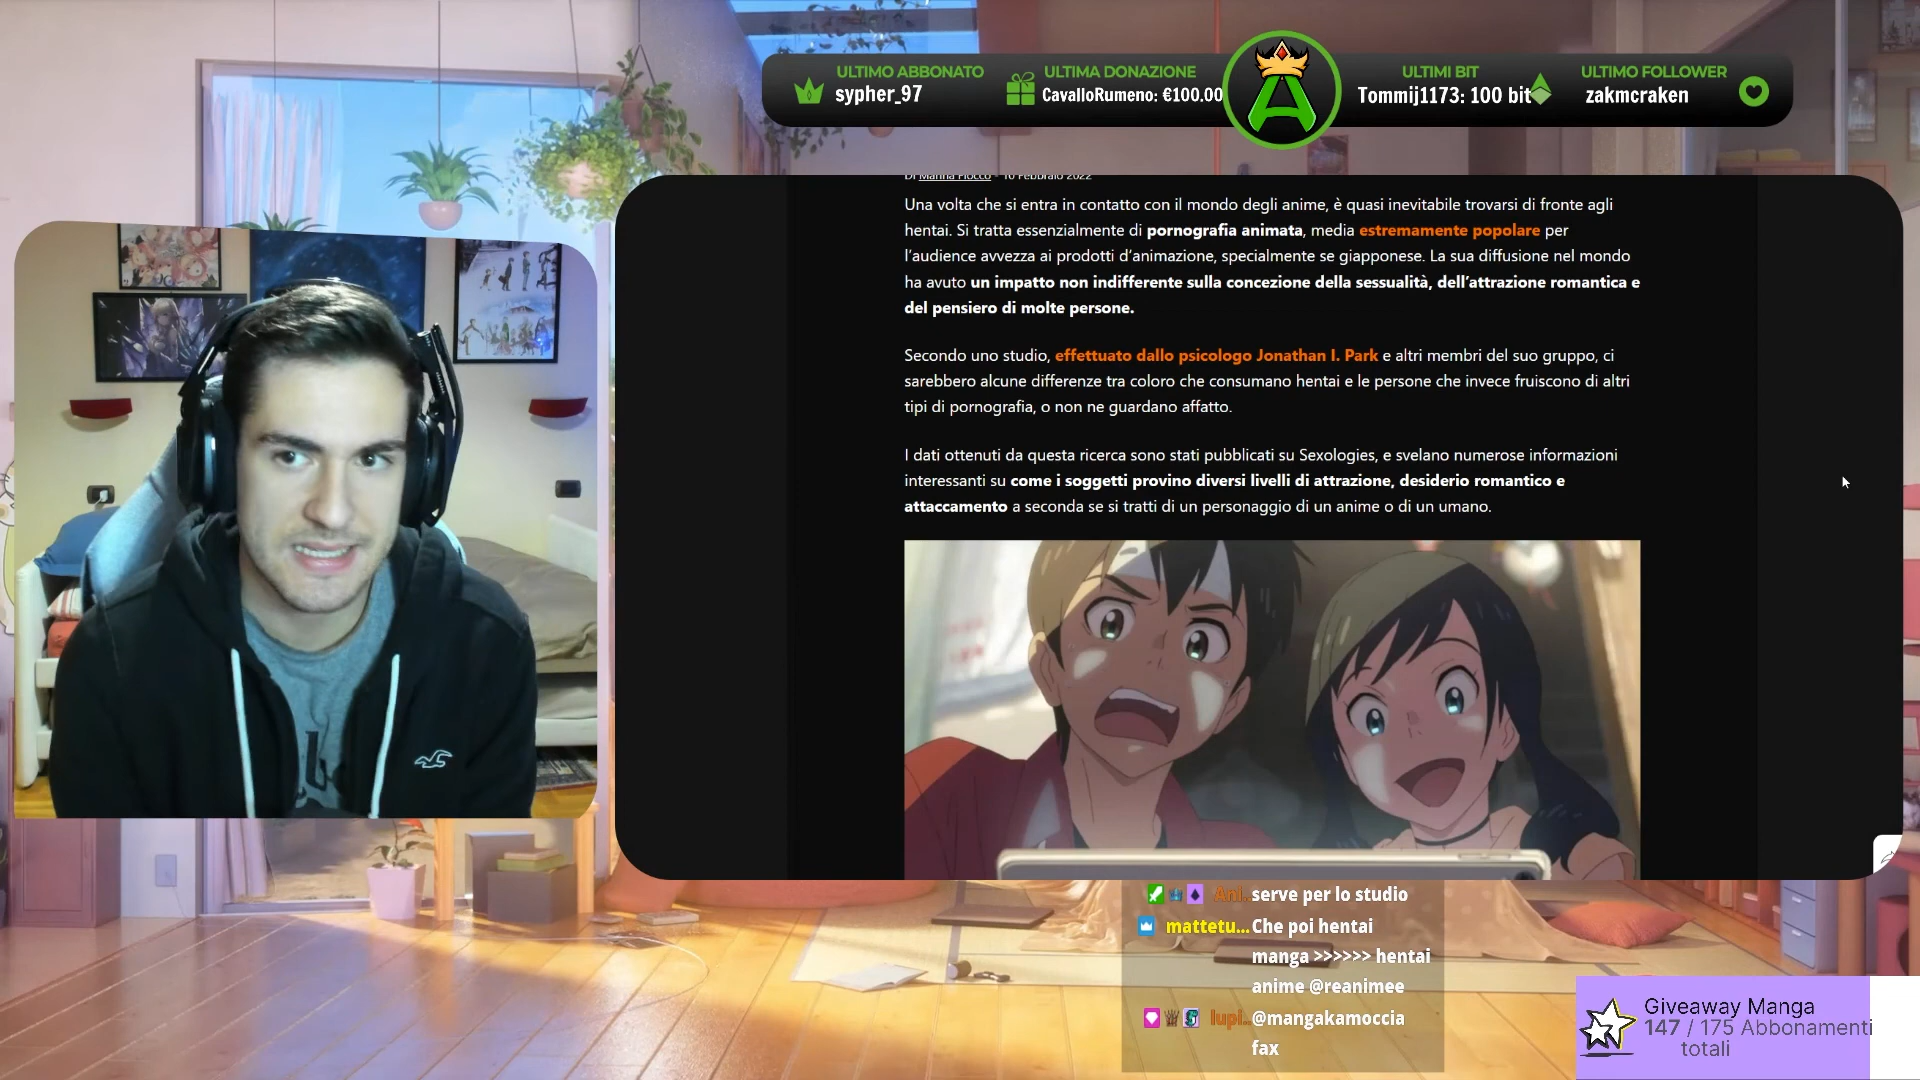 ULTIMO ABBONATO
sypher_97
ULTIMA DONAZIONE
CavalloRumeno: €100.00
A
ULTIMI BIT
Tommij1173: 100 bit
ULTIMO FOLLOWER
zakmcraken
Di Marina Flocco - 10 Febbraio 2022
Una volta che si entra in contatto con il mondo degli anime, è quasi inevitabile trovarsi di fronte agli
hentai. Si tratta essenzialmente di pornografia animata, media estremamente popolare per
l’audience avvezza ai prodotti d’animazione, specialmente se giapponese. La sua diffusione nel mondo
ha avuto un impatto non indifferente sulla concezione della sessualità, dell’attrazione romantica e
del pensiero di molte persone.
Secondo uno studio, effettuato dallo psicologo Jonathan I. Park e altri membri del suo gruppo, ci
sarebbero alcune differenze tra coloro che consumano hentai e le persone che invece fruiscono di altri
tipi di pornografia, o non ne guardano affatto.
I dati ottenuti da questa ricerca sono stati pubblicati su Sexologies, e svelano numerose informazioni
interessanti su come i soggetti provino diversi livelli di attrazione, desiderio romantico e
attaccamento a seconda se si tratti di un personaggio di un anime o di un umano.
Ani.. serve per lo studio
mattetu... Che poi hentai
manga >>>>>> hentai
anime @reanimee
lupi.. @mangakamoccia
fax
Giveaway Manga
147 / 175 Abbonamenti
totali